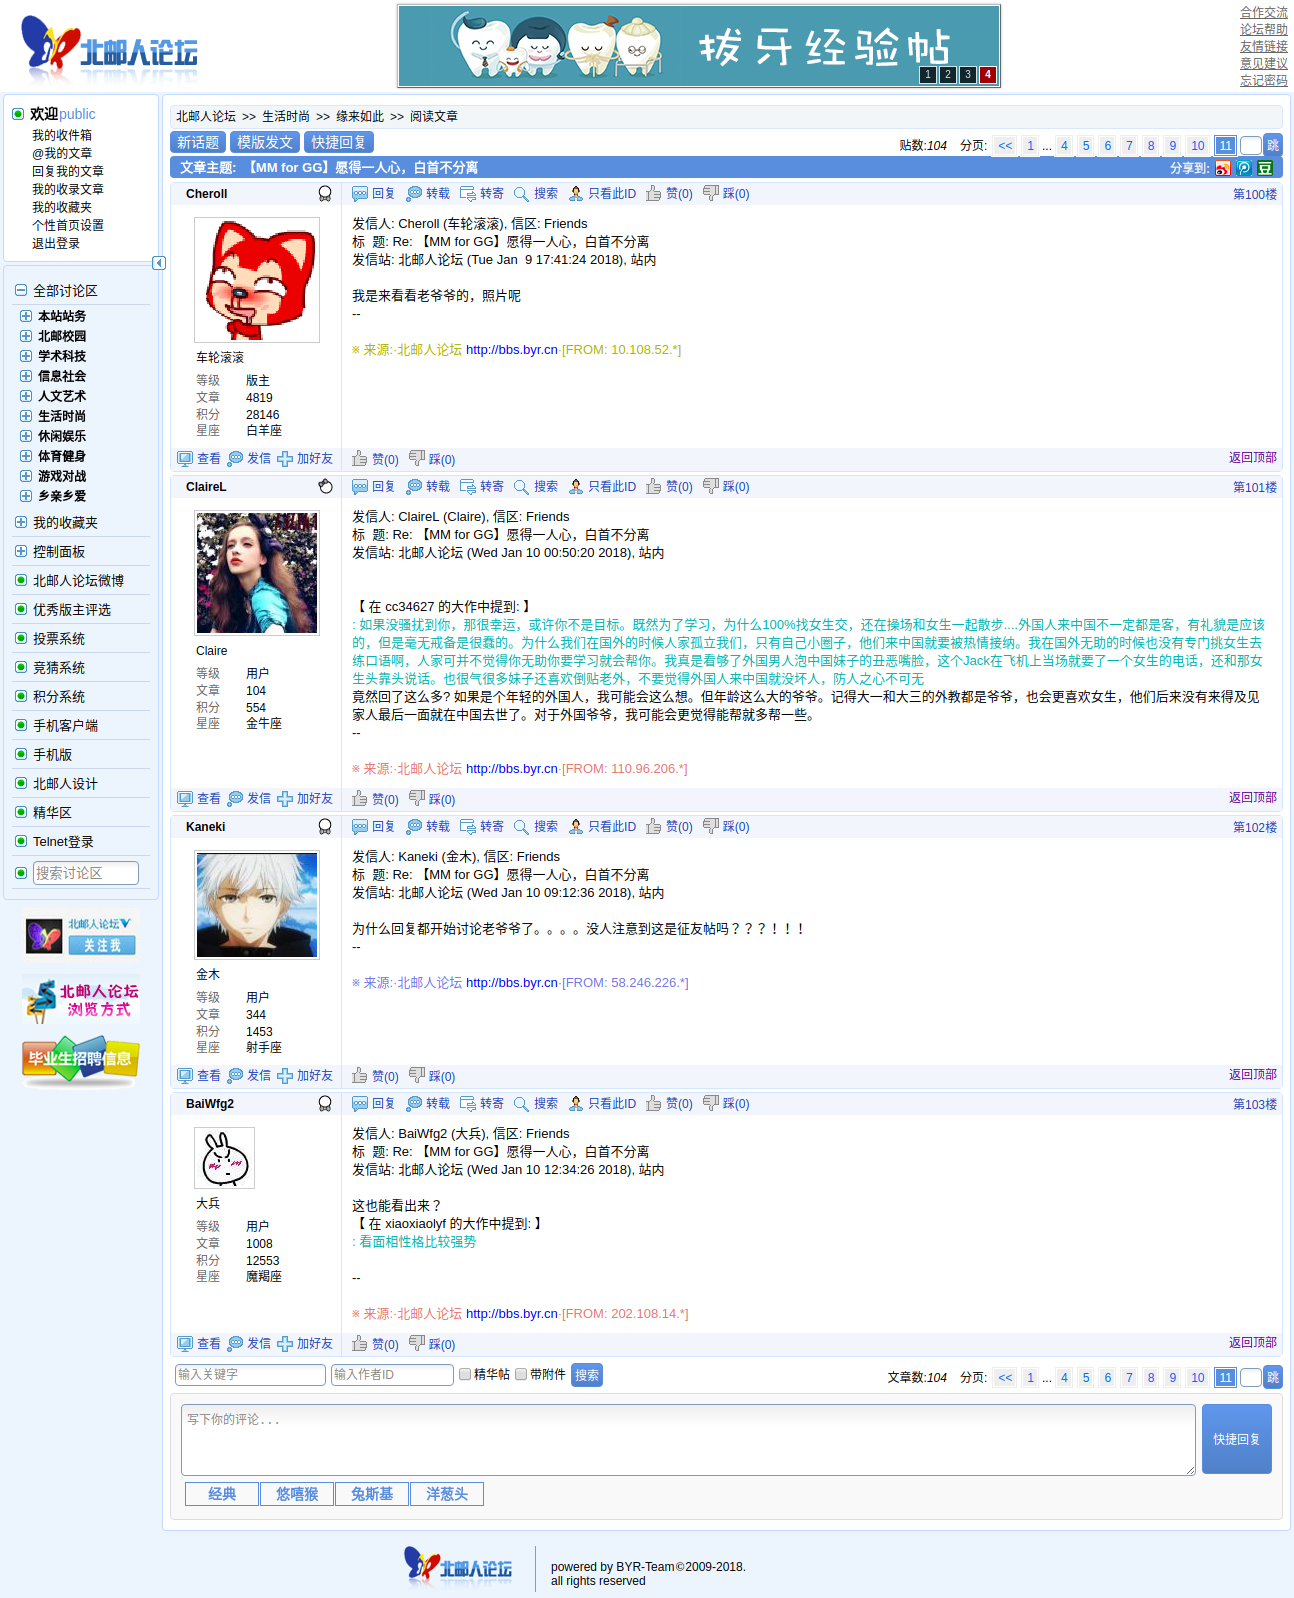 北邮人论坛
拔牙经验帖
1 2 3 4
合作交流
论坛帮助
友情链接
意见建议
忘记密码
欢迎public
我的收件箱
@我的文章
回复我的文章
我的收录文章
我的收藏夹
个性首页设置
退出登录
全部讨论区
本站站务
北邮校园
学术科技
信息社会
人文艺术
生活时尚
休闲娱乐
体育健身
游戏对战
乡亲乡爱
我的收藏夹
控制面板
北邮人论坛微博
优秀版主评选
投票系统
竞猜系统
积分系统
手机客户端
手机版
北邮人设计
精华区
Telnet登录
搜索讨论区
北邮人论坛
关注我
北邮人论坛
浏览方式
毕业生招聘信息
北邮人论坛 >> 生活时尚 >> 缘来如此 >> 阅读文章
新话题 模版发文 快捷回复
贴数:104 分页: << 1 ... 4 5 6 7 8 9 10 11 跳
文章主题: 【MM for GG】愿得一人心，白首不分离
分享到: 豆
Cheroll
回复 转载 转寄 搜索 只看此ID 赞(0) 踩(0) 第100楼
车轮滚滚
等级 版主
文章 4819
积分 28146
星座 白羊座
发信人: Cheroll (车轮滚滚), 信区: Friends
标 题: Re: 【MM for GG】愿得一人心，白首不分离
发信站: 北邮人论坛 (Tue Jan 9 17:41:24 2018), 站内
我是来看看老爷爷的，照片呢
--
※ 来源:·北邮人论坛 http://bbs.byr.cn·[FROM: 10.108.52.*]
查看 发信 加好友 赞(0) 踩(0) 返回顶部
ClaireL
回复 转载 转寄 搜索 只看此ID 赞(0) 踩(0) 第101楼
Claire
等级 用户
文章 104
积分 554
星座 金牛座
发信人: ClaireL (Claire), 信区: Friends
标 题: Re: 【MM for GG】愿得一人心，白首不分离
发信站: 北邮人论坛 (Wed Jan 10 00:50:20 2018), 站内
【 在 cc34627 的大作中提到: 】
: 如果没骚扰到你，那很幸运，或许你不是目标。既然为了学习，为什么100%找女生交，还在操场和女生一起散步....外国人来中国不一定都是客，有礼貌是应该
的，但是毫无戒备是很蠢的。为什么我们在国外的时候人家孤立我们，只有自己小圈子，他们来中国就要被热情接纳。我在国外无助的时候也没有专门挑女生去
练口语啊，人家可并不觉得你无助你要学习就会帮你。我真是看够了外国男人泡中国妹子的丑恶嘴脸，这个Jack在飞机上当场就要了一个女生的电话，还和那女
生头靠头说话。也很气很多妹子还喜欢倒贴老外，不要觉得外国人来中国就没坏人，防人之心不可无
竟然回了这么多? 如果是个年轻的外国人，我可能会这么想。但年龄这么大的爷爷。记得大一和大三的外教都是爷爷，也会更喜欢女生，他们后来没有来得及见
家人最后一面就在中国去世了。对于外国爷爷，我可能会更觉得能帮就多帮一些。
--
※ 来源:·北邮人论坛 http://bbs.byr.cn·[FROM: 110.96.206.*]
查看 发信 加好友 赞(0) 踩(0) 返回顶部
Kaneki
回复 转载 转寄 搜索 只看此ID 赞(0) 踩(0) 第102楼
金木
等级 用户
文章 344
积分 1453
星座 射手座
发信人: Kaneki (金木), 信区: Friends
标 题: Re: 【MM for GG】愿得一人心，白首不分离
发信站: 北邮人论坛 (Wed Jan 10 09:12:36 2018), 站内
为什么回复都开始讨论老爷爷了。。。。没人注意到这是征友帖吗？？？！！！
--
※ 来源:·北邮人论坛 http://bbs.byr.cn·[FROM: 58.246.226.*]
查看 发信 加好友 赞(0) 踩(0) 返回顶部
BaiWfg2
回复 转载 转寄 搜索 只看此ID 赞(0) 踩(0) 第103楼
大兵
等级 用户
文章 1008
积分 12553
星座 魔羯座
发信人: BaiWfg2 (大兵), 信区: Friends
标 题: Re: 【MM for GG】愿得一人心，白首不分离
发信站: 北邮人论坛 (Wed Jan 10 12:34:26 2018), 站内
这也能看出来？
【 在 xiaoxiaolyf 的大作中提到: 】
: 看面相性格比较强势
--
※ 来源:·北邮人论坛 http://bbs.byr.cn·[FROM: 202.108.14.*]
查看 发信 加好友 赞(0) 踩(0) 返回顶部
输入关键字 输入作者ID 精华帖 带附件 搜索
文章数:104 分页: << 1 ... 4 5 6 7 8 9 10 11 跳
写下你的评论...
快捷回复
经典 悠嘻猴 兔斯基 洋葱头
北邮人论坛
powered by BYR-Team©2009-2018.
all rights reserved